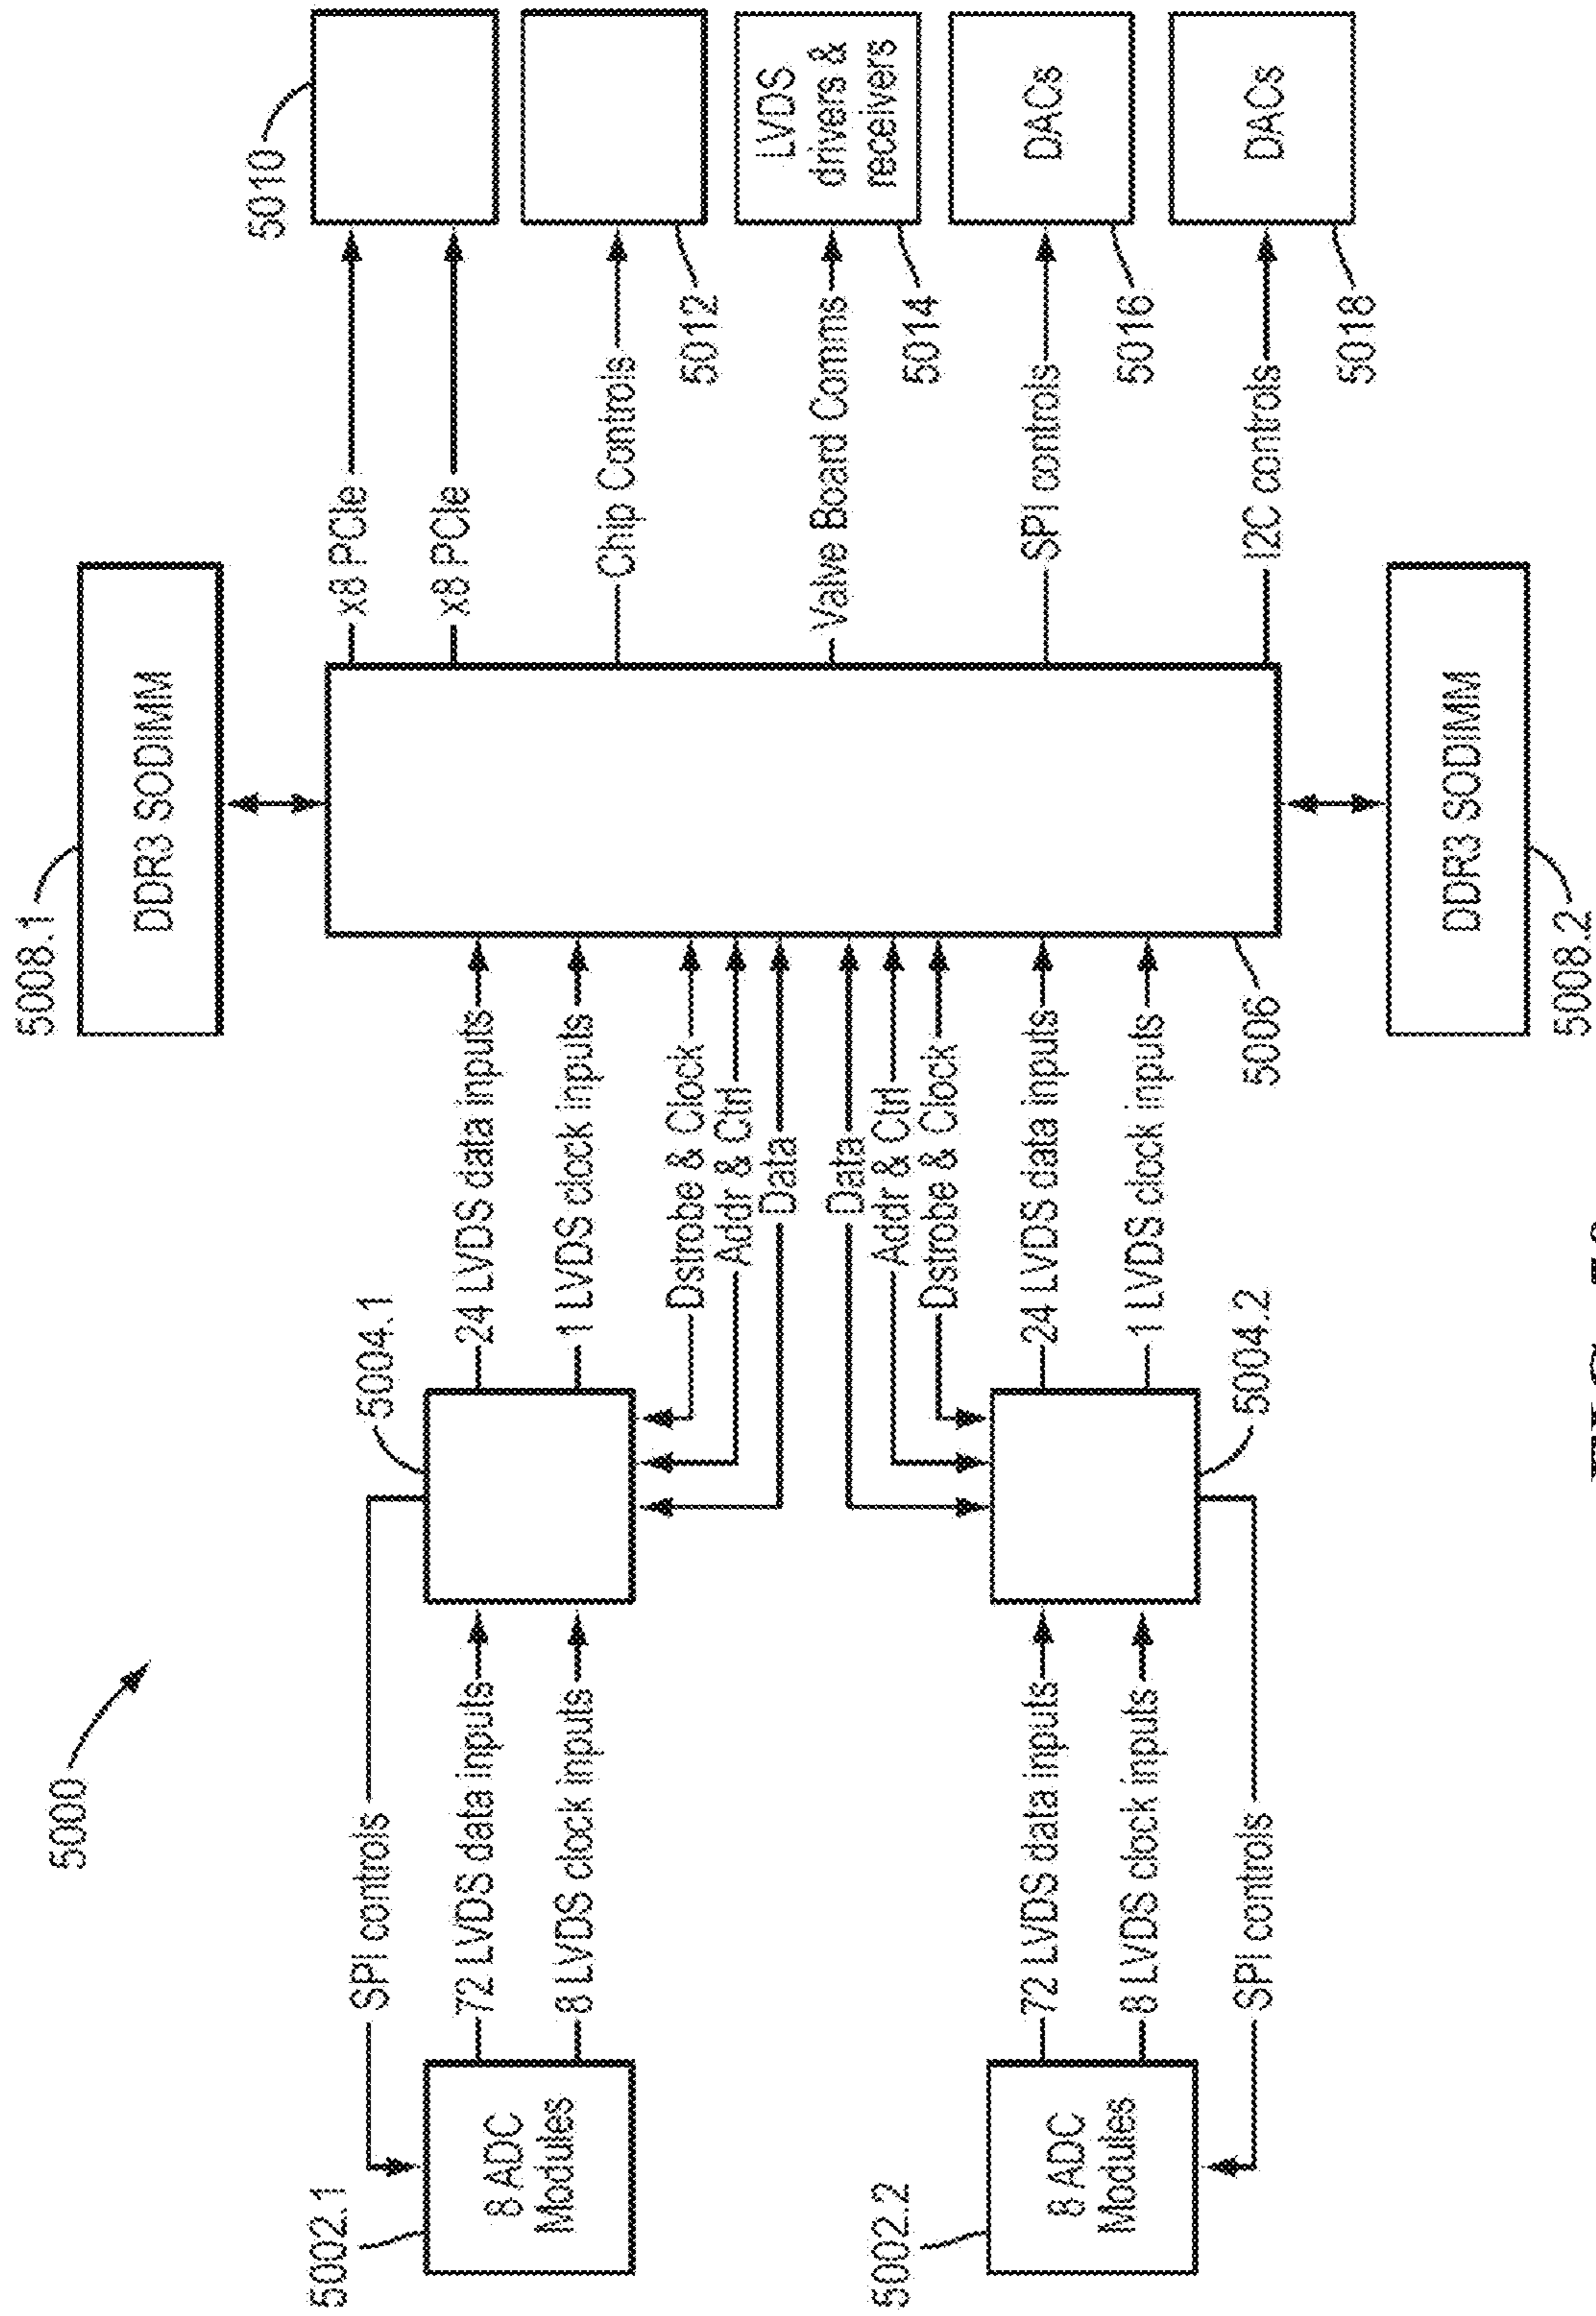 5008.1
5000
DDR3 SODIMM
5010
5002.1
SPI controls
5004.1
x8 PCIe
8 ADC
Modules
72 LVDS data inputs
24 LVDS data inputs
x8 PCIe
8 LVDS clock inputs
1 LVDS clock inputs
Chip Controls
Dstrobe & Clock
5012
Addr & Ctrl
Data
LVDS
drivers &
receivers
Valve Board Comms
Data
Addr & Ctrl
5014
5002.2
Dstrobe & Clock
8 ADC
Modules
72 LVDS data inputs
24 LVDS data inputs
SPI controls
DACs
5016
8 LVDS clock inputs
1 LVDS clock inputs
SPI controls
5004.2
5006
I2C controls
DACs
5018
DDR3 SODIMM
5008.2